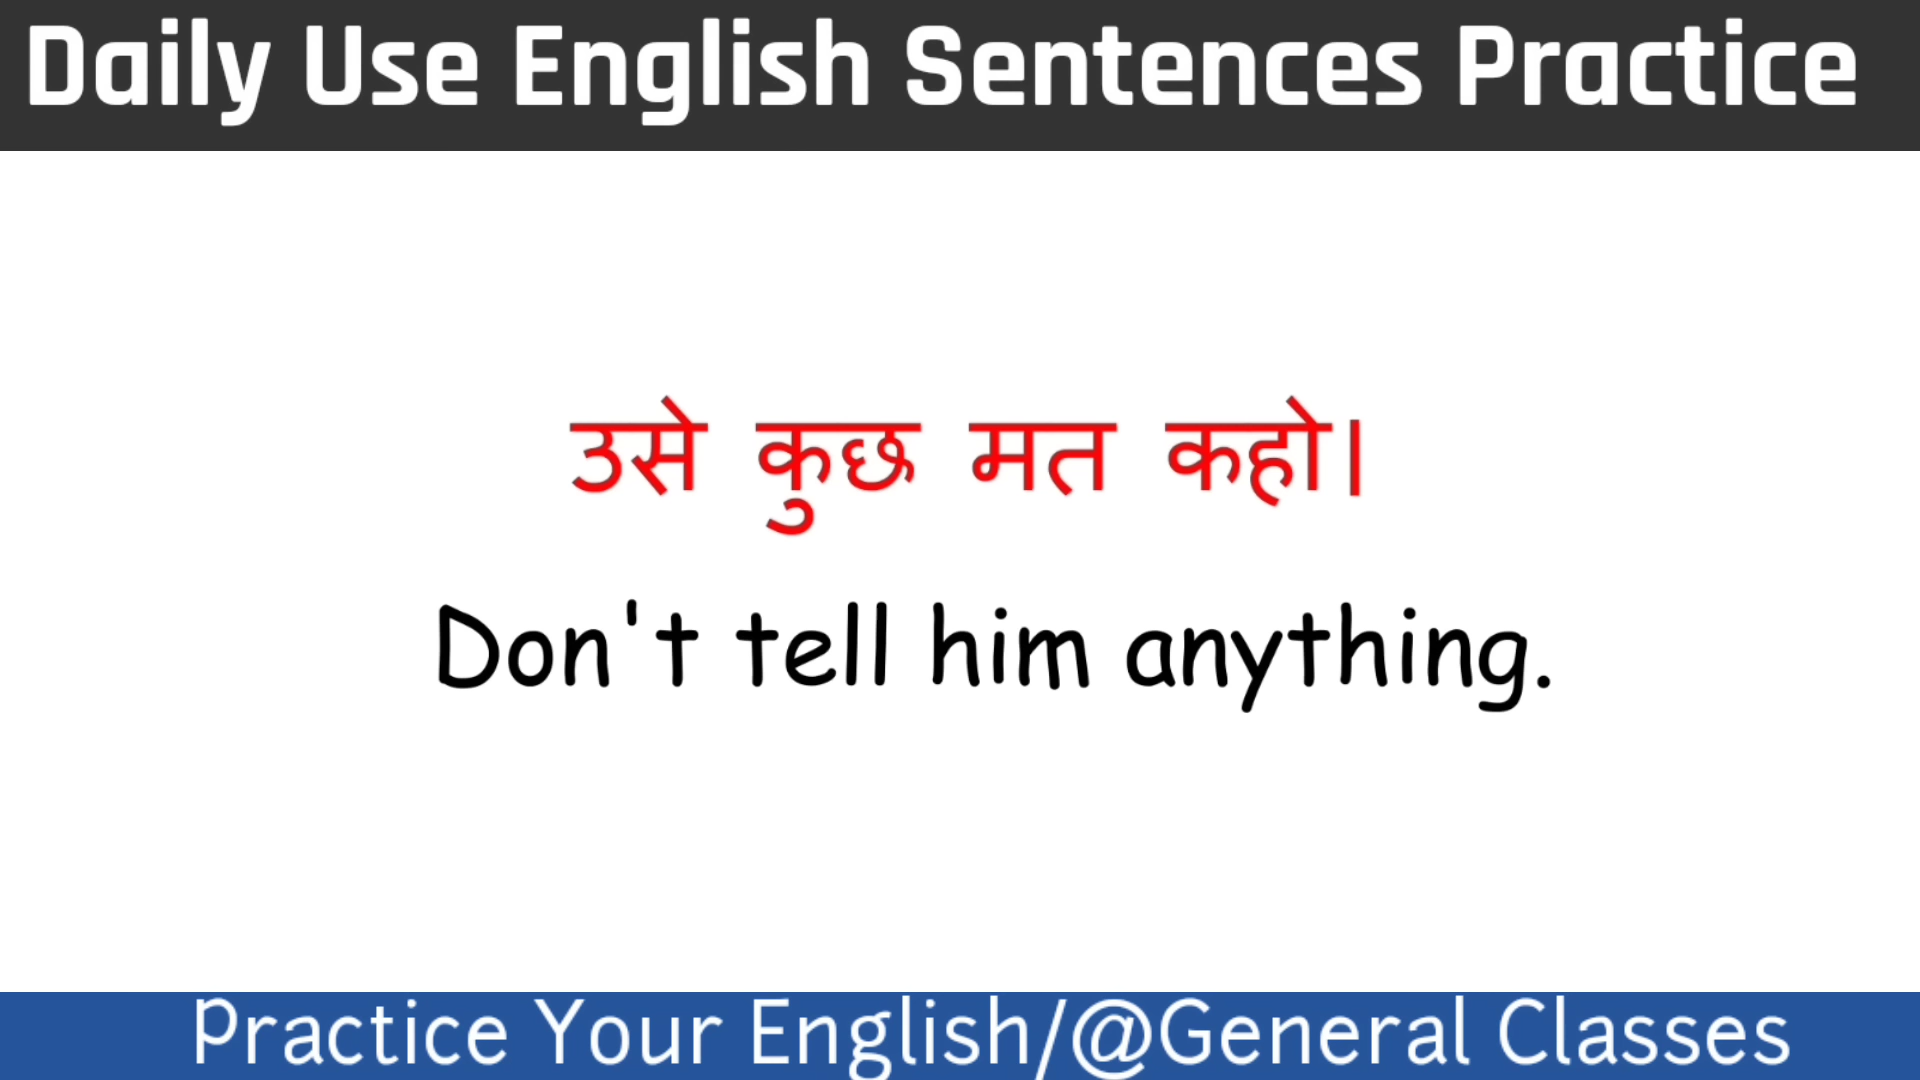 Daily Use English Sentences Practice
उसे कुछ मत कहो।
Don't tell him anything.
Practice Your English/@General Classes